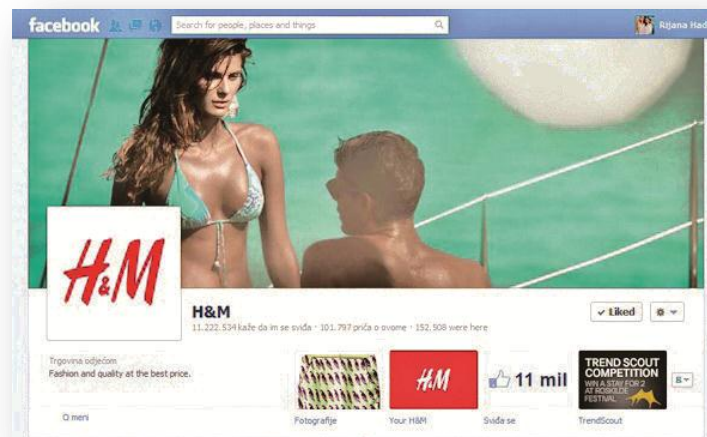 facebook
Search for people, places and things
Rijana Had
H&M
H&M
11.222.534 kaže da im se sviđa · 101.797 priča o ovome · 152.908 were here
Liked
Trgovina odjećom
Fashion and quality at the best price.
O meni
H&M
11 mil
TREND SCOUT
COMPETITION
WIN A STAY FOR 2
AT ROSKILDE
FESTIVAL
8
Fotografije
Your H&M
Sviđa se
TrendScout